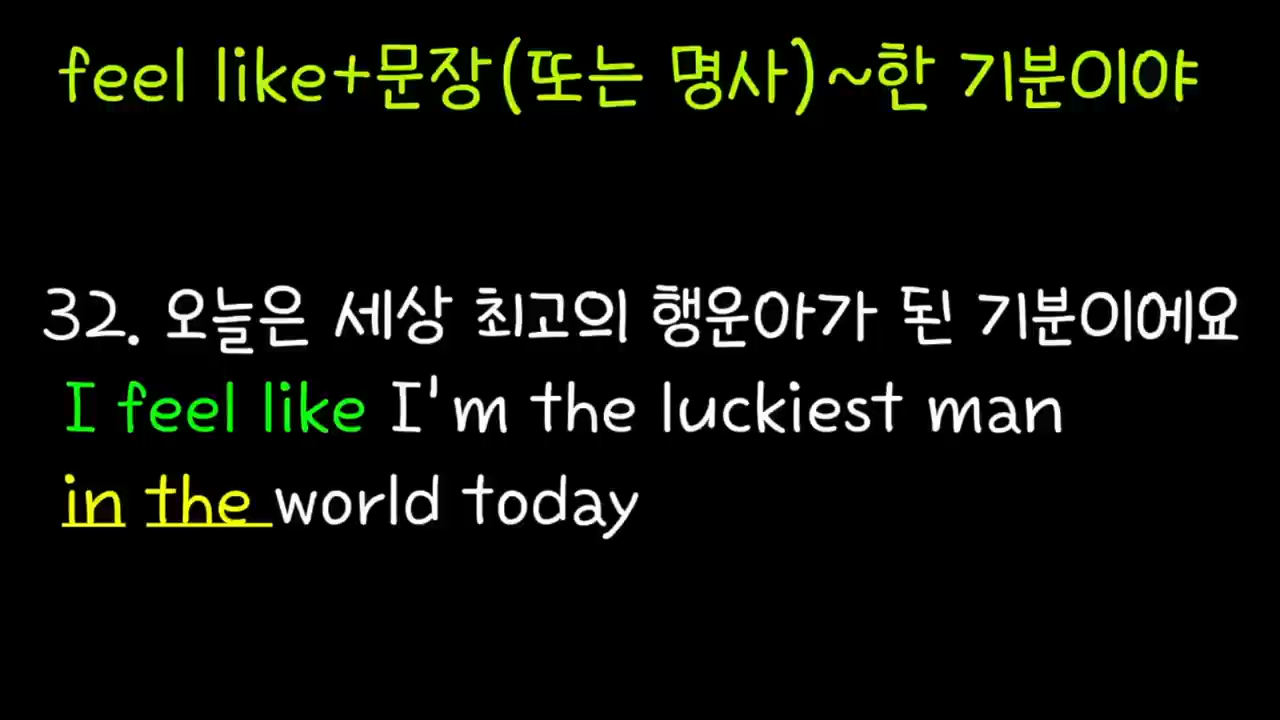 feel like+문장(또는 명사)~한 기분이야
32. 오늘은 세상 최고의 행운아가 된 기분이에요
I feel like I'm the luckiest man
in the world today